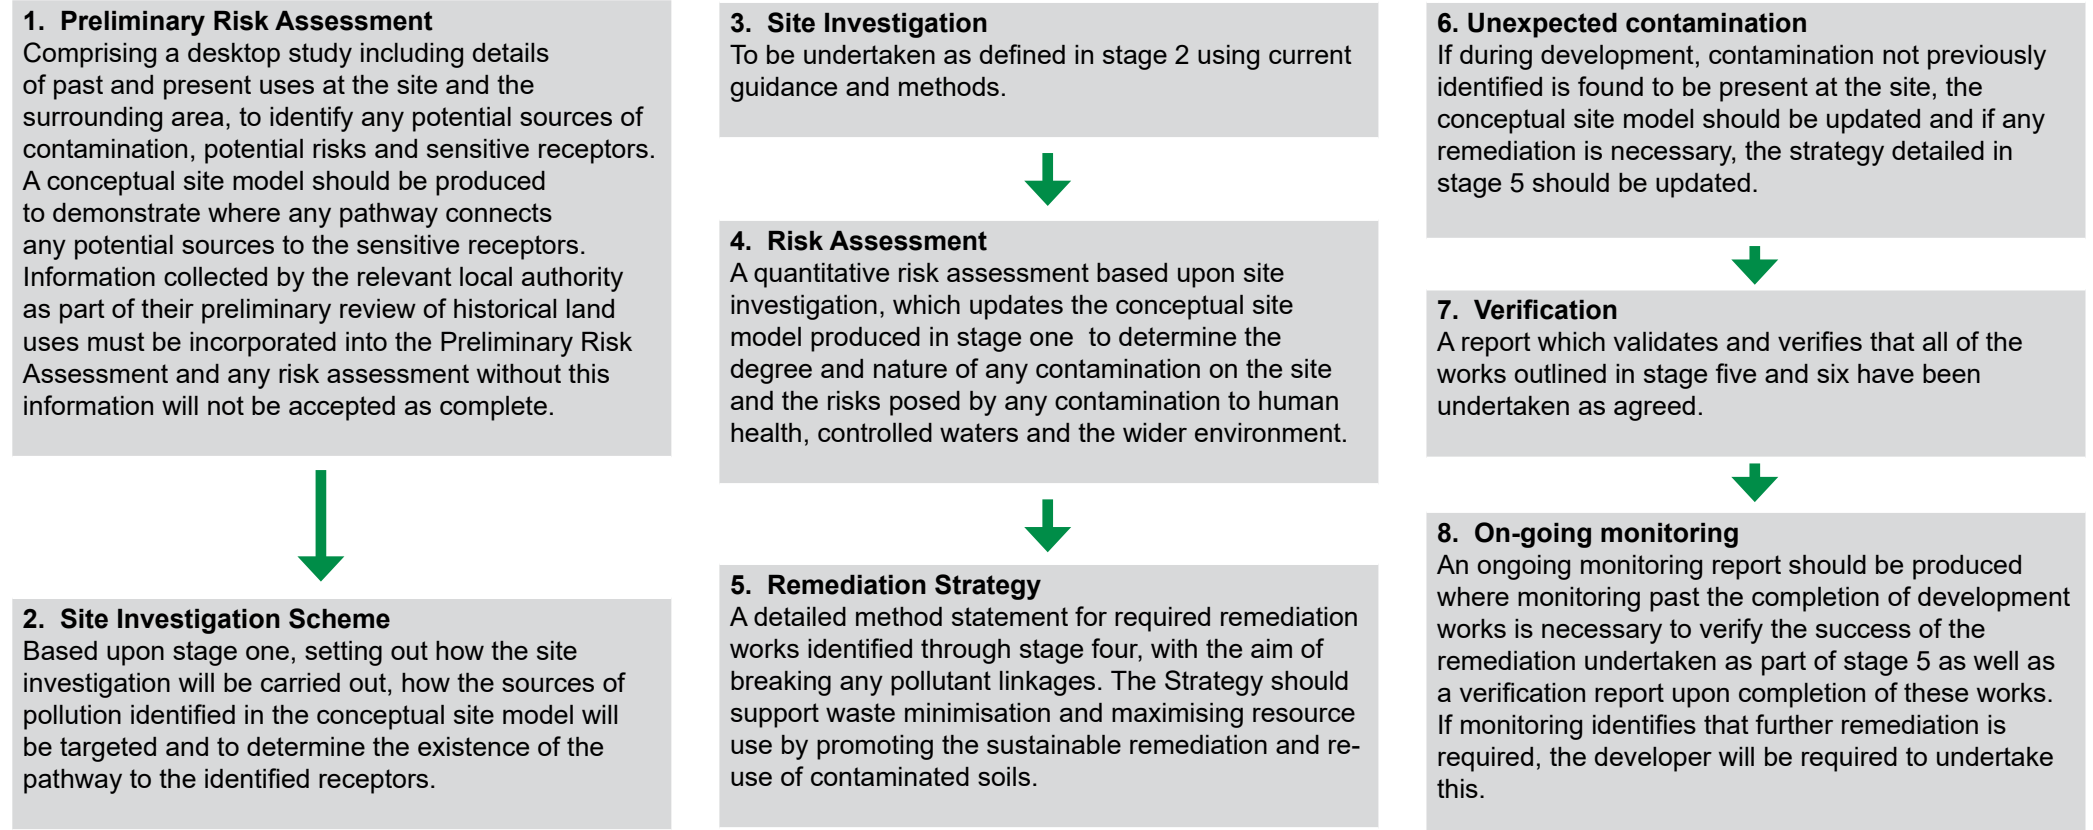 1. Preliminary Risk Assessment
Comprising a desktop study including details
of past and present uses at the site and the
surrounding area, to identify any potential sources of
contamination, potential risks and sensitive receptors.
A conceptual site model should be produced
to demonstrate where any pathway connects
any potential sources to the sensitive receptors.
Information collected by the relevant local authority
as part of their preliminary review of historical land
uses must be incorporated into the Preliminary Risk
Assessment and any risk assessment without this
information will not be accepted as complete.
2. Site Investigation Scheme
Based upon stage one, setting out how the site
investigation will be carried out, how the sources of
pollution identified in the conceptual site model will
be targeted and to determine the existence of the
pathway to the identified receptors.
3. Site Investigation
To be undertaken as defined in stage 2 using current
guidance and methods.
4. Risk Assessment
A quantitative risk assessment based upon site
investigation, which updates the conceptual site
model produced in stage one to determine the
degree and nature of any contamination on the site
and the risks posed by any contamination to human
health, controlled waters and the wider environment.
5. Remediation Strategy
A detailed method statement for required remediation
works identified through stage four, with the aim of
breaking any pollutant linkages. The Strategy should
support waste minimisation and maximising resource
use by promoting the sustainable remediation and re-
use of contaminated soils.
6. Unexpected contamination
If during development, contamination not previously
identified is found to be present at the site, the
conceptual site model should be updated and if any
remediation is necessary, the strategy detailed in
stage 5 should be updated.
7. Verification
A report which validates and verifies that all of the
works outlined in stage five and six have been
undertaken as agreed.
8. On-going monitoring
An ongoing monitoring report should be produced
where monitoring past the completion of development
works is necessary to verify the success of the
remediation undertaken as part of stage 5 as well as
a verification report upon completion of these works.
If monitoring identifies that further remediation is
required, the developer will be required to undertake
this.